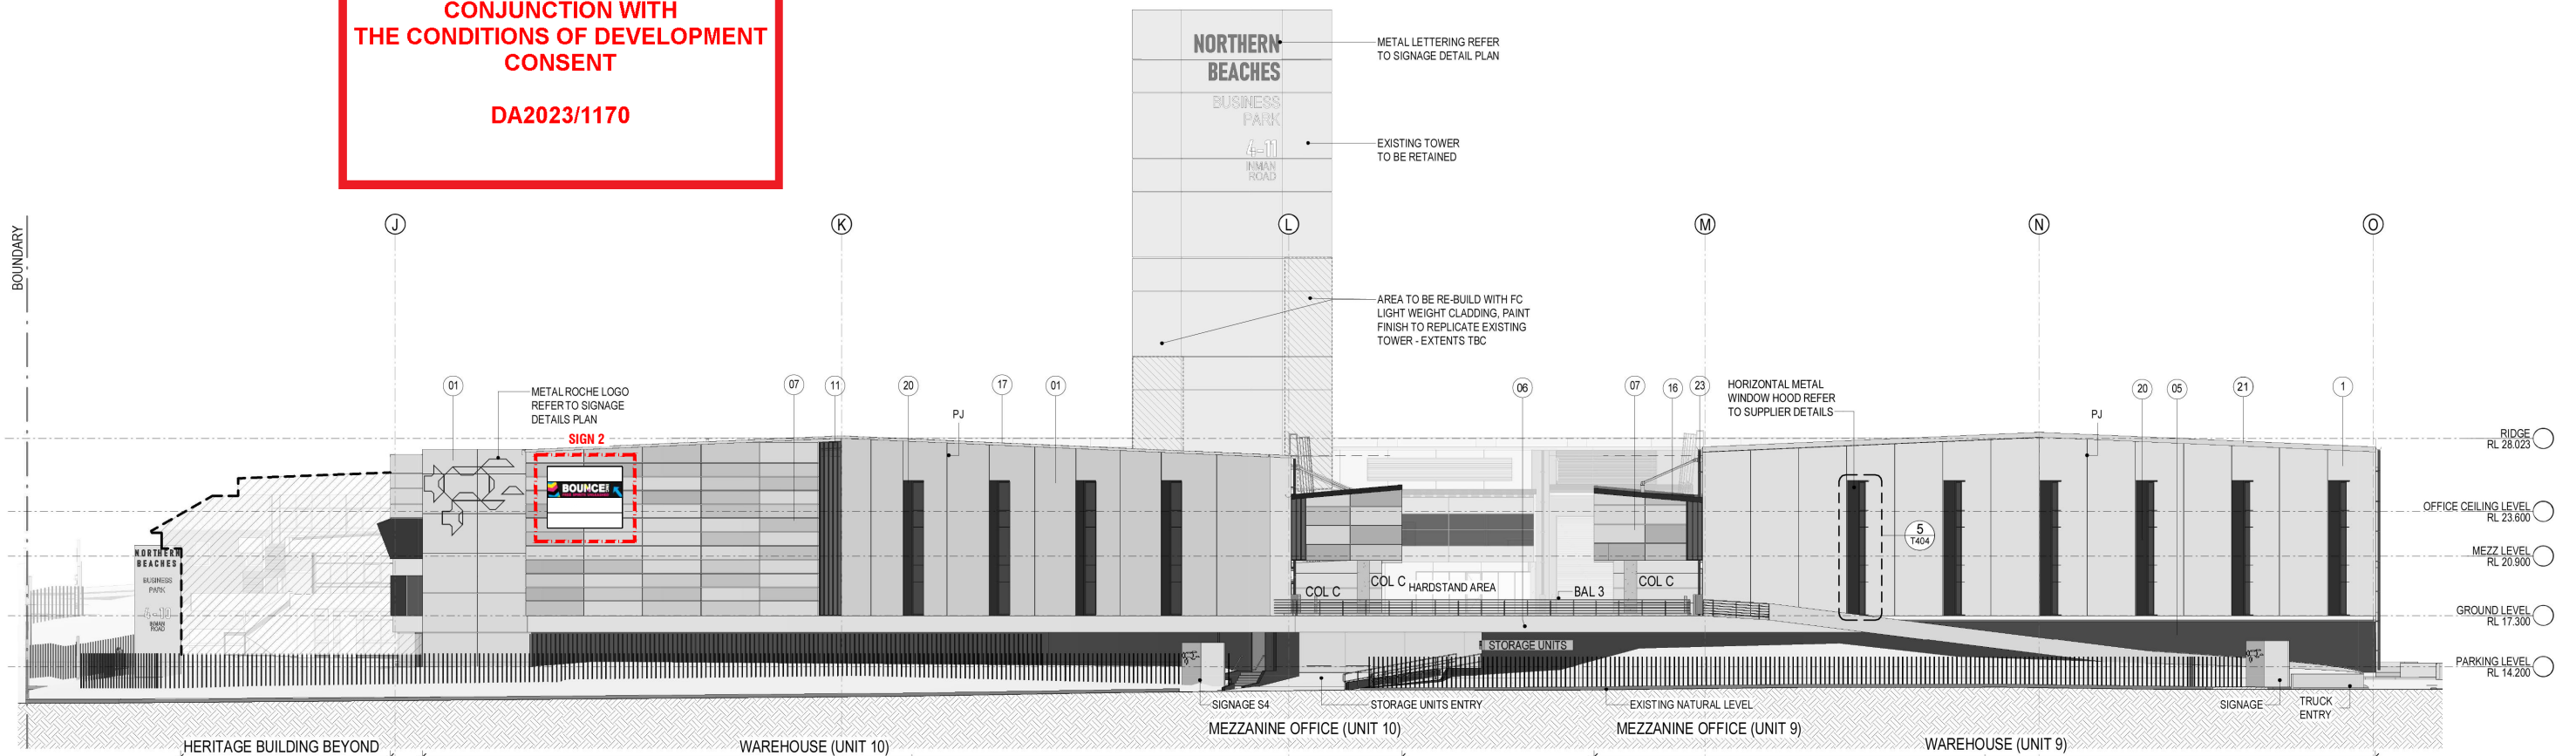 CONJUNCTION WITH
THE CONDITIONS OF DEVELOPMENT
CONSENT
DA2023/1170
NORTHERN
BEACHES
BUSINESS
PARK
4-11
INMAN
ROAD
METAL LETTERING REFER
TO SIGNAGE DETAIL PLAN
EXISTING TOWER
TO BE RETAINED
AREA TO BE RE-BUILD WITH FC
LIGHT WEIGHT CLADDING, PAINT
FINISH TO REPLICATE EXISTING
TOWER - EXTENTS TBC
BOUNDARY
J
K
L
M
N
O
01
METAL ROCHE LOGO
REFER TO SIGNAGE
DETAILS PLAN
SIGN 2
07
11
20
PJ
17
01
06
07
16
23
HORIZONTAL METAL
WINDOW HOOD REFER
TO SUPPLIER DETAILS
PJ
20
05
21
1
BOUNCE
5
T404
RIDGE
RL 28.023
OFFICE CEILING LEVEL
RL 23.600
MEZZ LEVEL
RL 20.900
GROUND LEVEL
RL 17.300
PARKING LEVEL
RL 14.200
NORTHERN
BEACHES
BUSINESS
PARK
4-11
INMAN
ROAD
COL C
COL C
HARDSTAND AREA
BAL 3
COL C
STORAGE UNITS
SIGNAGE S4
STORAGE UNITS ENTRY
EXISTING NATURAL LEVEL
SIGNAGE
TRUCK
ENTRY
HERITAGE BUILDING BEYOND
WAREHOUSE (UNIT 10)
MEZZANINE OFFICE (UNIT 10)
MEZZANINE OFFICE (UNIT 9)
WAREHOUSE (UNIT 9)